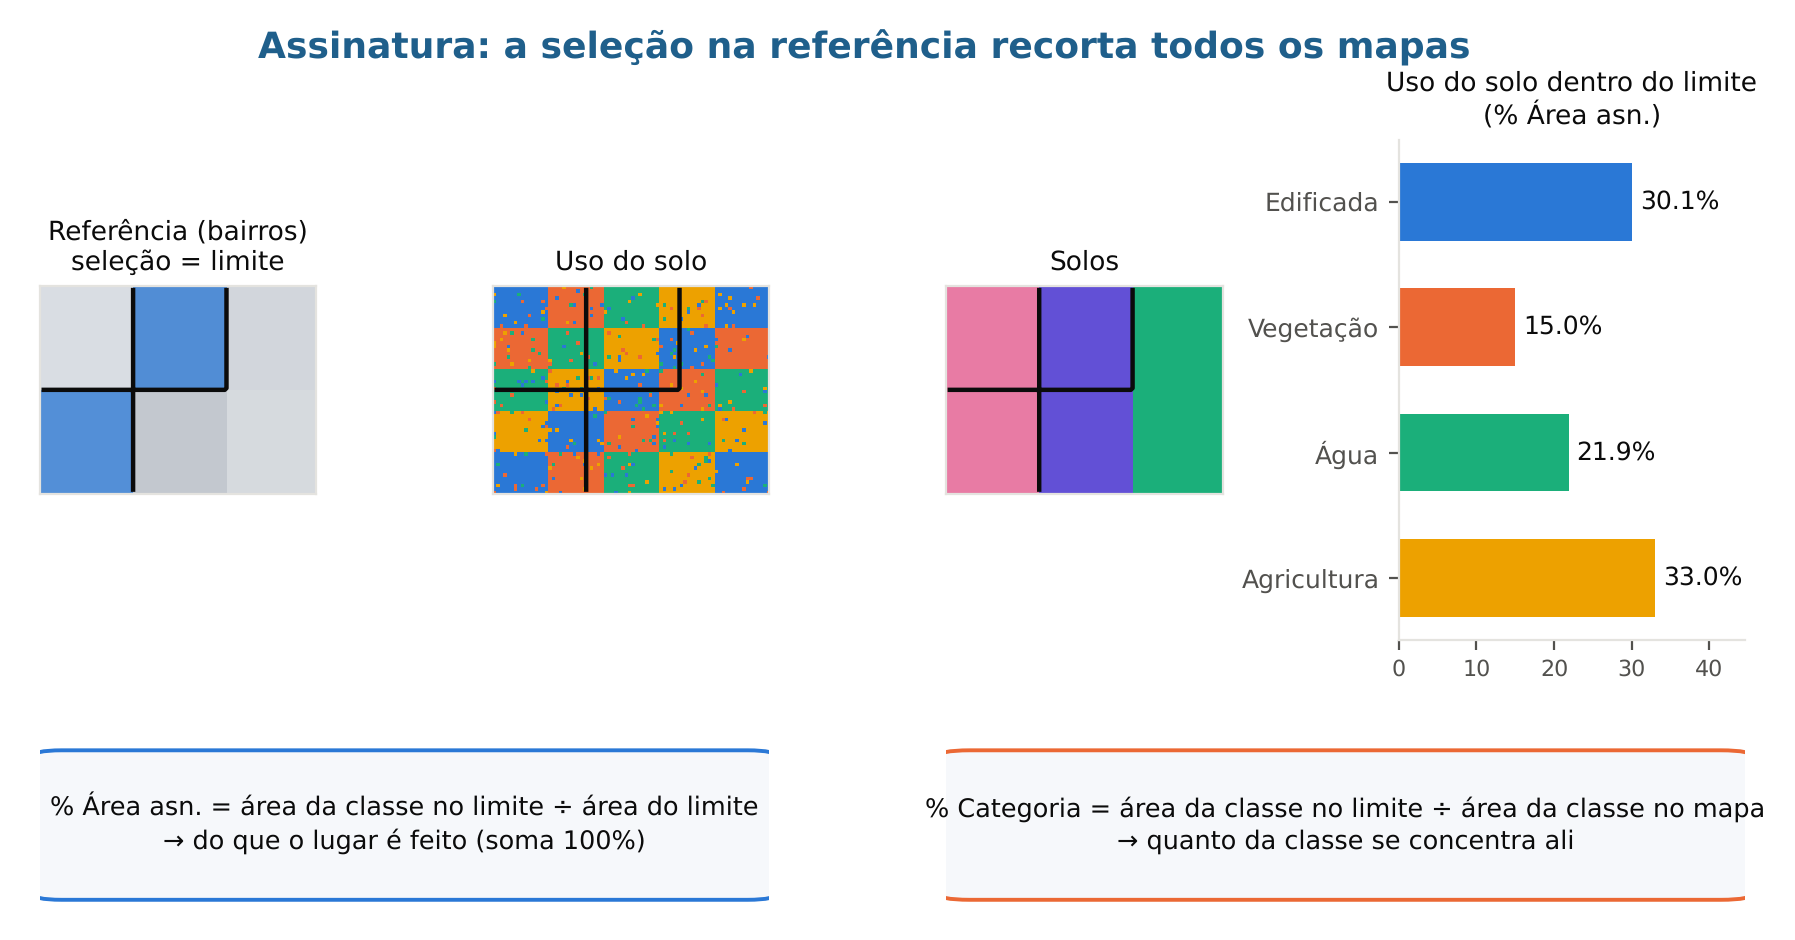 Assinatura: a seleção na referência recorta todos os mapas
Referência (bairros)
seleção = limite
Uso do solo
Solos
Uso do solo dentro do limite
(% Área asn.)
Edificada
30.1%
Vegetação
15.0%
Água
21.9%
Agricultura
33.0%
0 10 20 30 40
% Área asn. = área da classe no limite ÷ área do limite
→ do que o lugar é feito (soma 100%)
% Categoria = área da classe no limite ÷ área da classe no mapa
→ quanto da classe se concentra ali